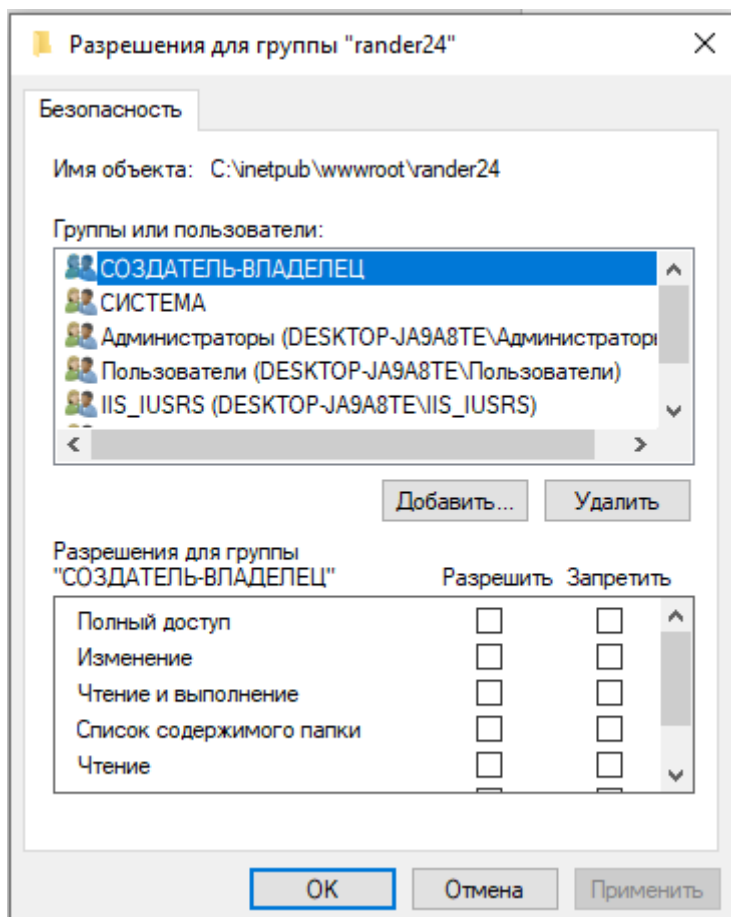 Разрешения для группы "rander24"
Безопасность
Имя объекта: C:\inetpub\wwwroot\rander24
Группы или пользователи:
СОЗДАТЕЛЬ-ВЛАДЕЛЕЦ
СИСТЕМА
Администраторы (DESKTOP-JA9A8TE\Администраторы
Пользователи (DESKTOP-JA9A8TE\Пользователи)
IIS_IUSRS (DESKTOP-JA9A8TE\IIS_IUSRS)
Добавить... Удалить
Разрешения для группы
"СОЗДАТЕЛЬ-ВЛАДЕЛЕЦ" Разрешить Запретить
Полный доступ
Изменение
Чтение и выполнение
Список содержимого папки
Чтение
OK Отмена Применить